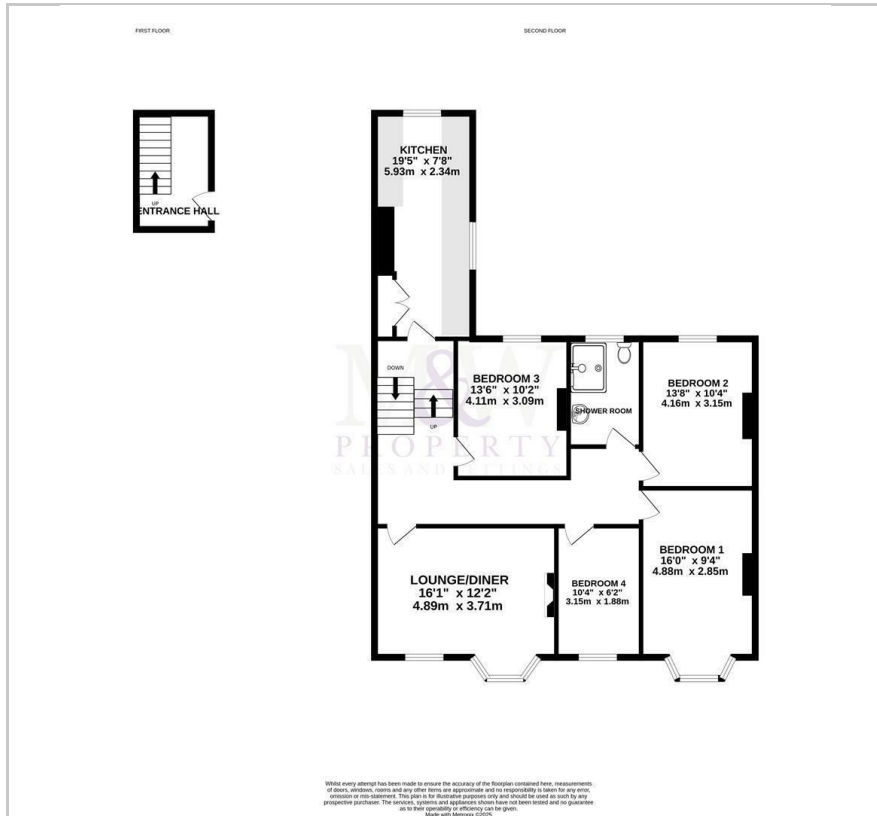 FIRST FLOOR
SECOND FLOOR
KITCHEN
19'5" x 7'8"
5.93m x 2.34m
UP
ENTRANCE HALL
DOWN
UP
BEDROOM 3
13'6" x 10'2"
4.11m x 3.09m
SHOWER ROOM
BEDROOM 2
13'8" x 10'4"
4.16m x 3.15m
M&W
PROPERTY
SALES AND LETTINGS
LOUNGE/DINER
16'1" x 12'2"
4.89m x 3.71m
BEDROOM 4
10'4" x 6'2"
3.15m x 1.88m
BEDROOM 1
16'0" x 9'4"
4.88m x 2.85m
Whilst every attempt has been made to ensure the accuracy of the floorplan contained here, measurements
of doors, windows, rooms and any other items are approximate and no responsibility is taken for any error,
omission or mis-statement. This plan is for illustrative purposes only and should be used as such by any
prospective purchaser. The services, systems and appliances shown have not been tested and no guarantee
as to their operability or efficiency can be given.
Made with Metropix ©2025